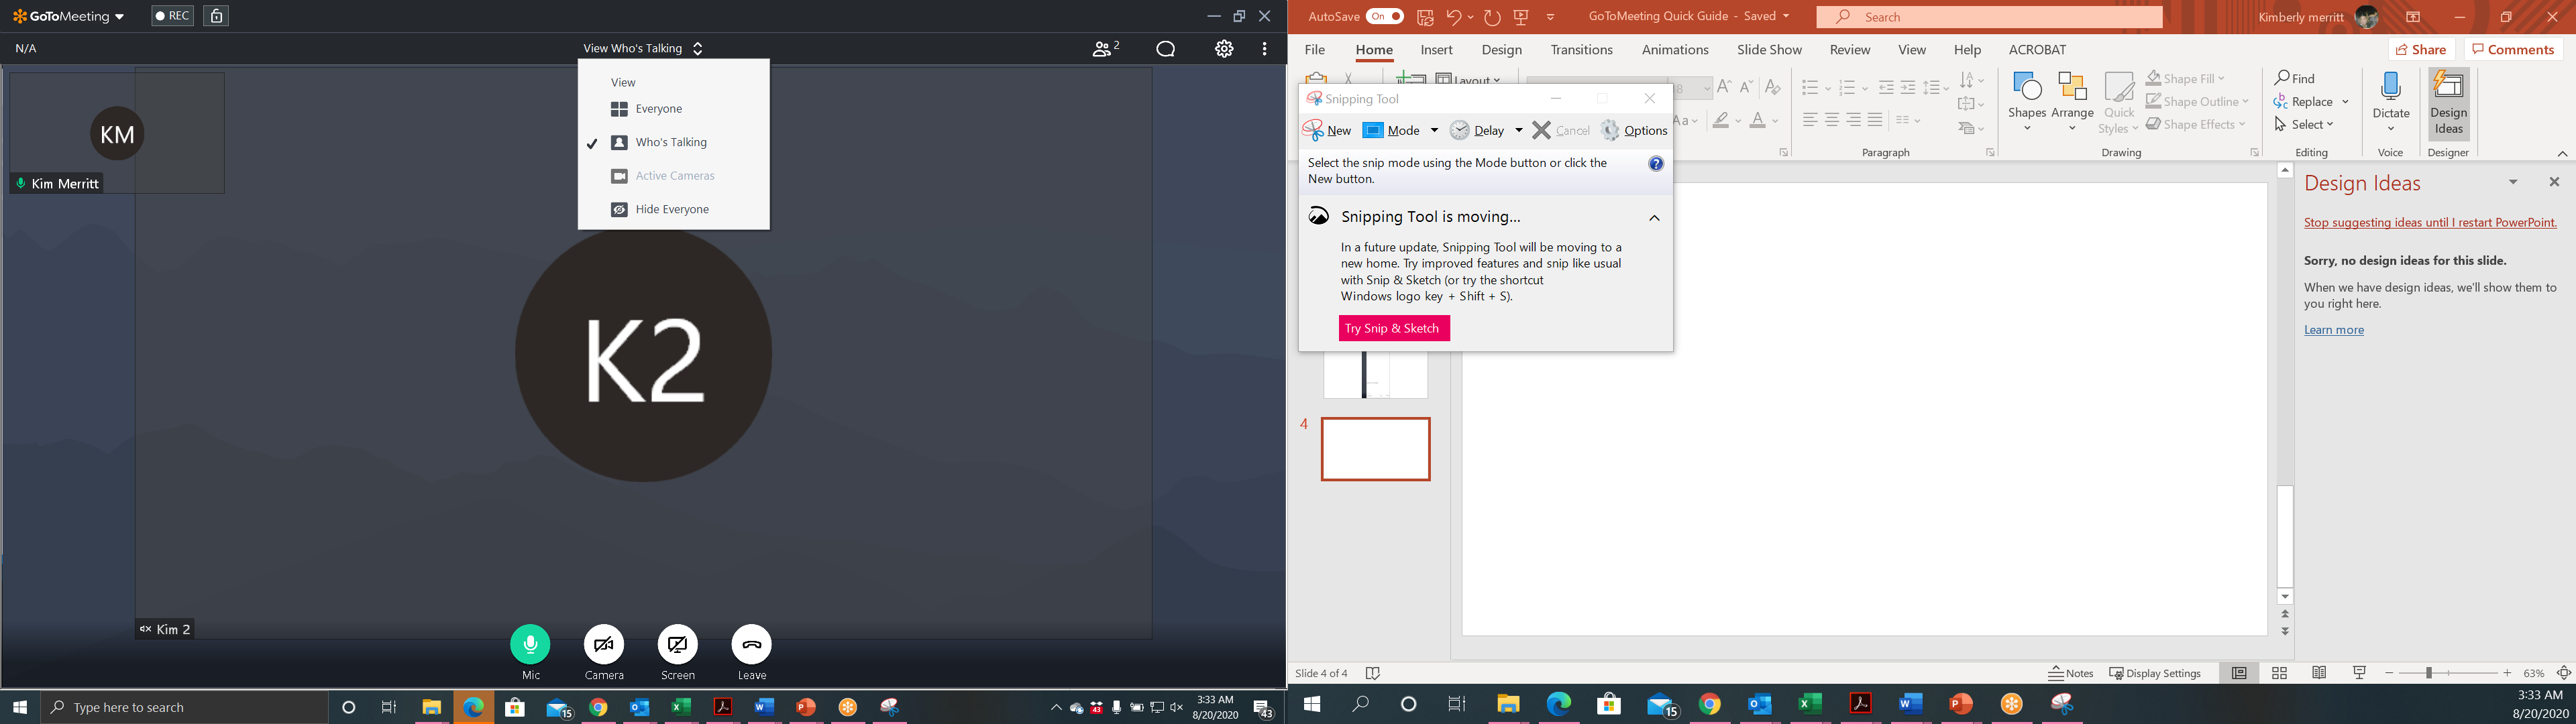 GoToMeeting
REC
N/A
View Who's Talking
2
View
Everyone
Who's Talking
Active Cameras
Hide Everyone
KM
Kim Merritt
K2
Kim 2
Mic
Camera
Screen
Leave
Type here to search
15
43
3:33 AM
8/20/2020
43
AutoSave On
GoToMeeting Quick Guide - Saved
Search
Kimberly merritt
File Home Insert Design Transitions Animations Slide Show Review View Help ACROBAT
Share Comments
Layout
Aa
Paragraph
Shapes
Arrange
Quick
Styles
Shape Fill
Shape Outline
Shape Effects
Drawing
Find
Replace
Select
Editing
Dictate
Voice
Design
Ideas
Designer
Snipping Tool
New Mode Delay Cancel Options
Select the snip mode using the Mode button or click the
New button.
Snipping Tool is moving...
In a future update, Snipping Tool will be moving to a
new home. Try improved features and snip like usual
with Snip & Sketch (or try the shortcut
Windows logo key + Shift + S).
Try Snip & Sketch
4
Design Ideas
Stop suggesting ideas until I restart PowerPoint.
Sorry, no design ideas for this slide.
When we have design ideas, we'll show them to
you right here.
Learn more
Slide 4 of 4
Notes
Display Settings
63%
15
3:33 AM
8/20/2020